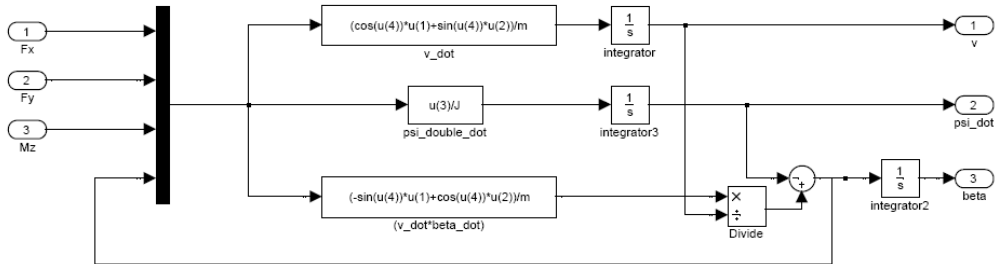 (cos(u(4))*u(1)+sin(u(4))*u(2))/m
v_dot
1
s
integrator
1
v
1
Fx
2
Fy
3
Mz
u(3)/J
psi_double_dot
1
s
integrator3
2
psi_dot
(-sin(u(4))*u(1)+cos(u(4))*u(2))/m
(v_dot*beta_dot)
×
÷
Divide
-
+
1
s
integrator2
3
beta